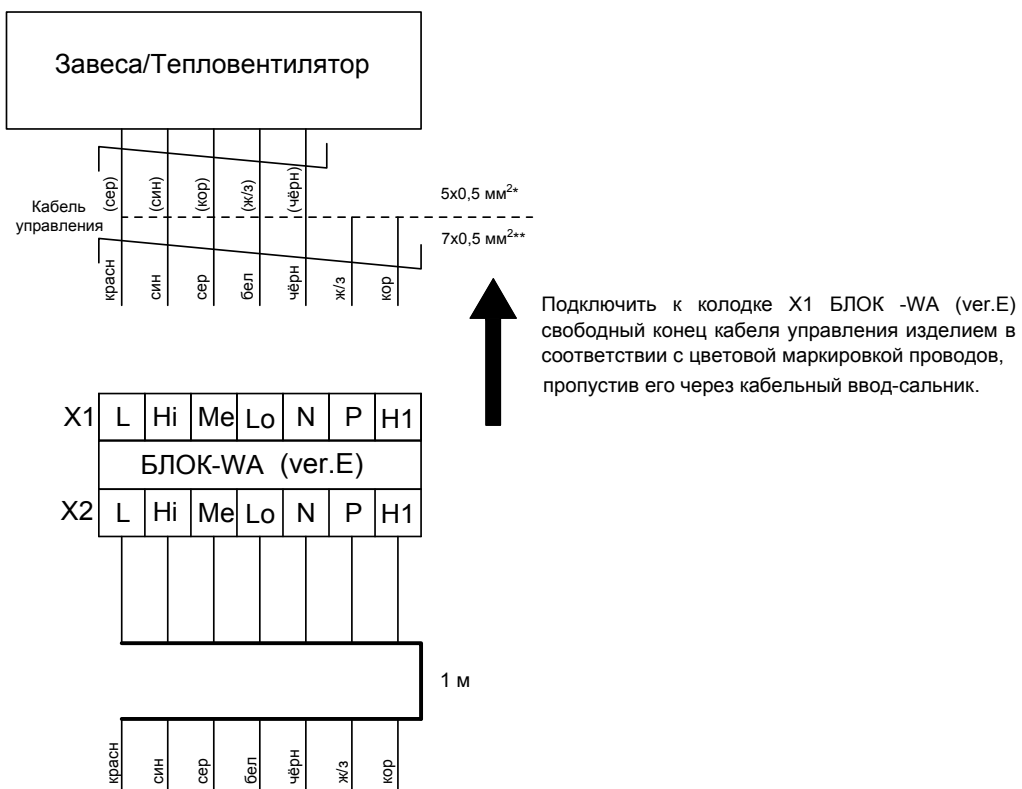 Завеса/Тепловентилятор
(сер) (син) (кор) (ж/з) (чёрн)
5х0,5 мм²*
Кабель
управления
7х0,5 мм²**
красн син сер бел чёрн ж/з кор
Подключить к колодке X1 БЛОК -WA (ver.E)
свободный конец кабеля управления изделием в
соответствии с цветовой маркировкой проводов,
пропустив его через кабельный ввод-сальник.
X1 L Hi Me Lo N P H1
БЛОК-WA (ver.E)
X2 L Hi Me Lo N P H1
1 м
красн син сер бел чёрн ж/з кор